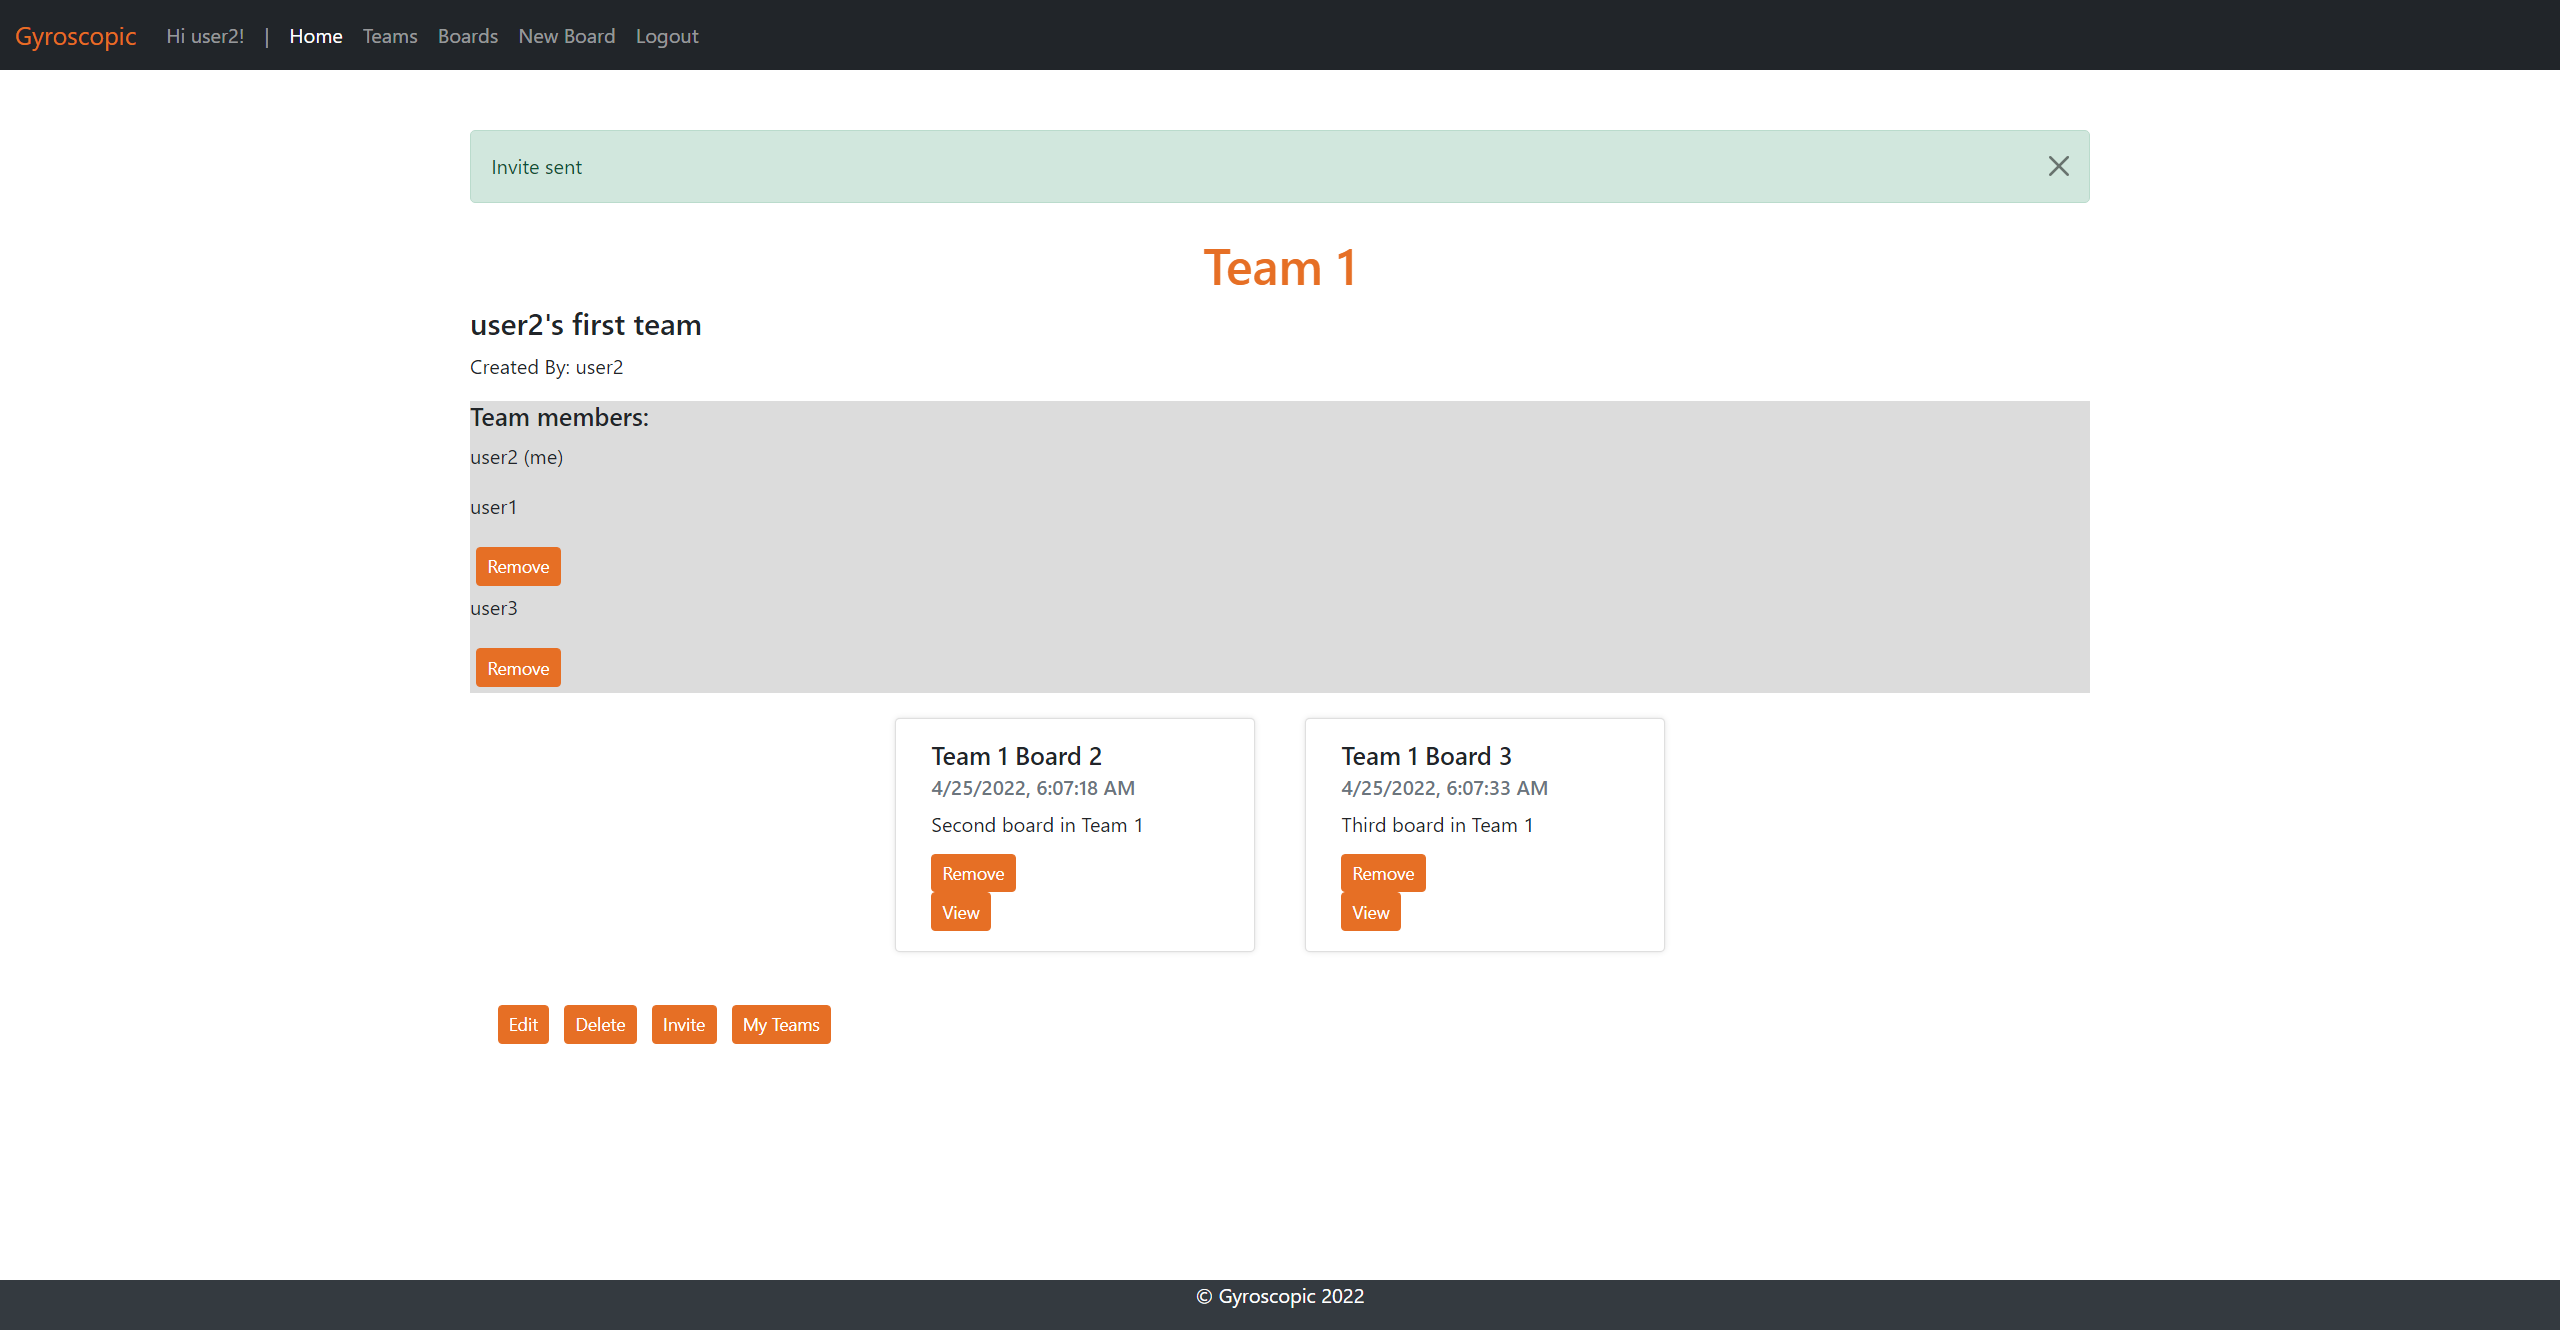 Gyroscopic Hi user2! | Home Teams Boards New Board Logout
Invite sent
Team 1
user2's first team
Created By: user2
Team members:
user2 (me)
user1
Remove
user3
Remove
Team 1 Board 2
4/25/2022, 6:07:18 AM
Second board in Team 1
Remove
View
Team 1 Board 3
4/25/2022, 6:07:33 AM
Third board in Team 1
Remove
View
Edit Delete Invite My Teams
© Gyroscopic 2022